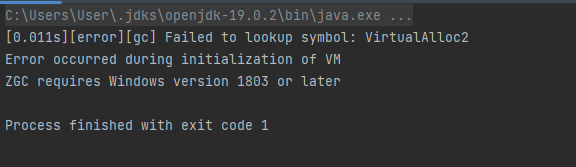 C:\Users\User\.jdks\openjdk-19.0.2\bin\java.exe ...
[0.011s][error][gc] Failed to lookup symbol: VirtualAlloc2
Error occurred during initialization of VM
ZGC requires Windows version 1803 or later
Process finished with exit code 1